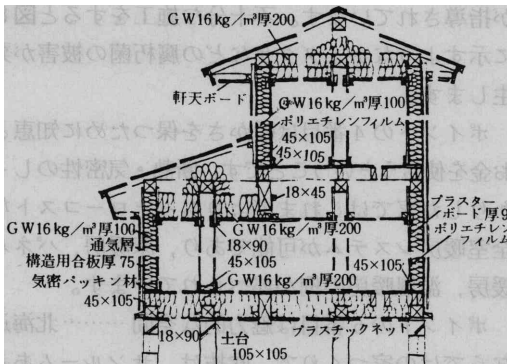 GW16kg/m³厚200
軒天ボード
GW16kg/m³厚100
ポリエチレンフィルム
45×105
45×105
18×45
プラスター
ボード厚9
ポリエチレン
フィルム
GW16kg/m³厚100
通気層
構造用合板厚75
気密パッキン材
45×105
GW16kg/m³厚200
18×90
45×105
GW16kg/m³厚200
45×105
18×90
土台
105×105
プラスチックネット